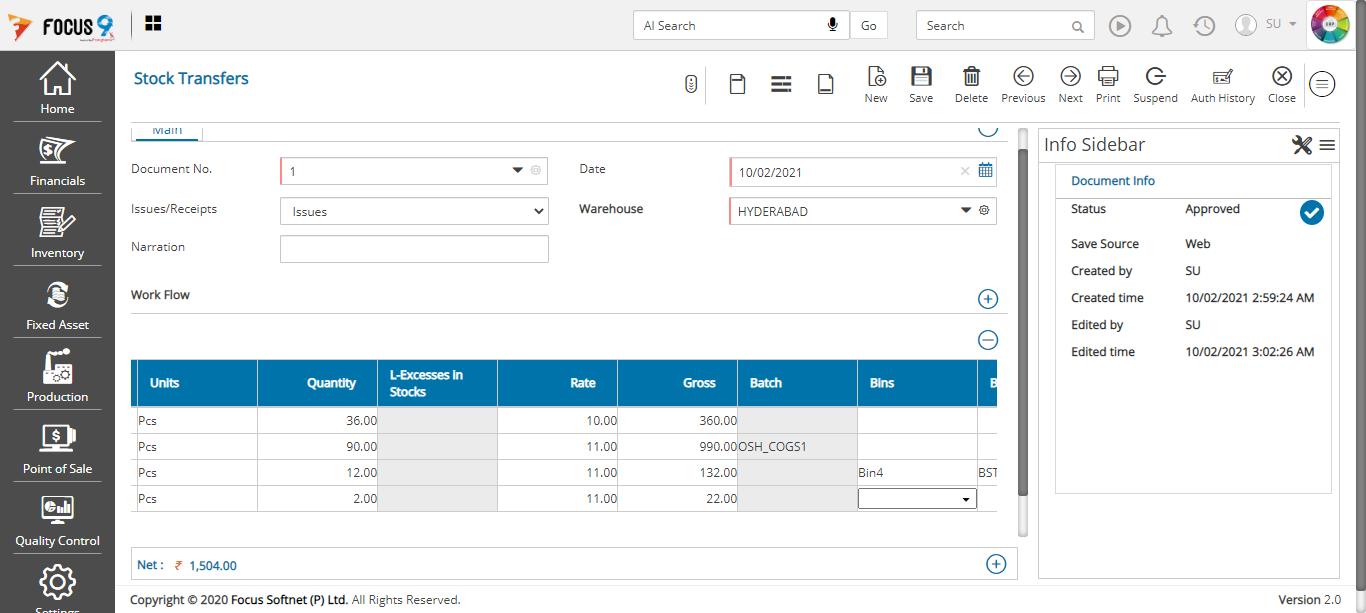 FOCUS 9
AI Search
Go
Search
SU
Stock Transfers
New
Save
Delete
Previous
Next
Print
Suspend
Auth History
Close
Home
Financials
Inventory
Fixed Asset
Production
Point of Sale
Quality Control
Settings
Main
Document No.
1
Date
10/02/2021
Issues/Receipts
Issues
Warehouse
HYDERABAD
Narration
Work Flow
Units Quantity L-Excesses in Stocks Rate Gross Batch Bins B
Pcs 36.00 10.00 360.00
Pcs 90.00 11.00 990.00 OSH_COGS1
Pcs 12.00 11.00 132.00 Bin4 BST
Pcs 2.00 11.00 22.00
Net : ₹ 1,504.00
Info Sidebar
Document Info
Status Approved
Save Source Web
Created by SU
Created time 10/02/2021 2:59:24 AM
Edited by SU
Edited time 10/02/2021 3:02:26 AM
Copyright © 2020 Focus Softnet (P) Ltd. All Rights Reserved.
Version 2.0